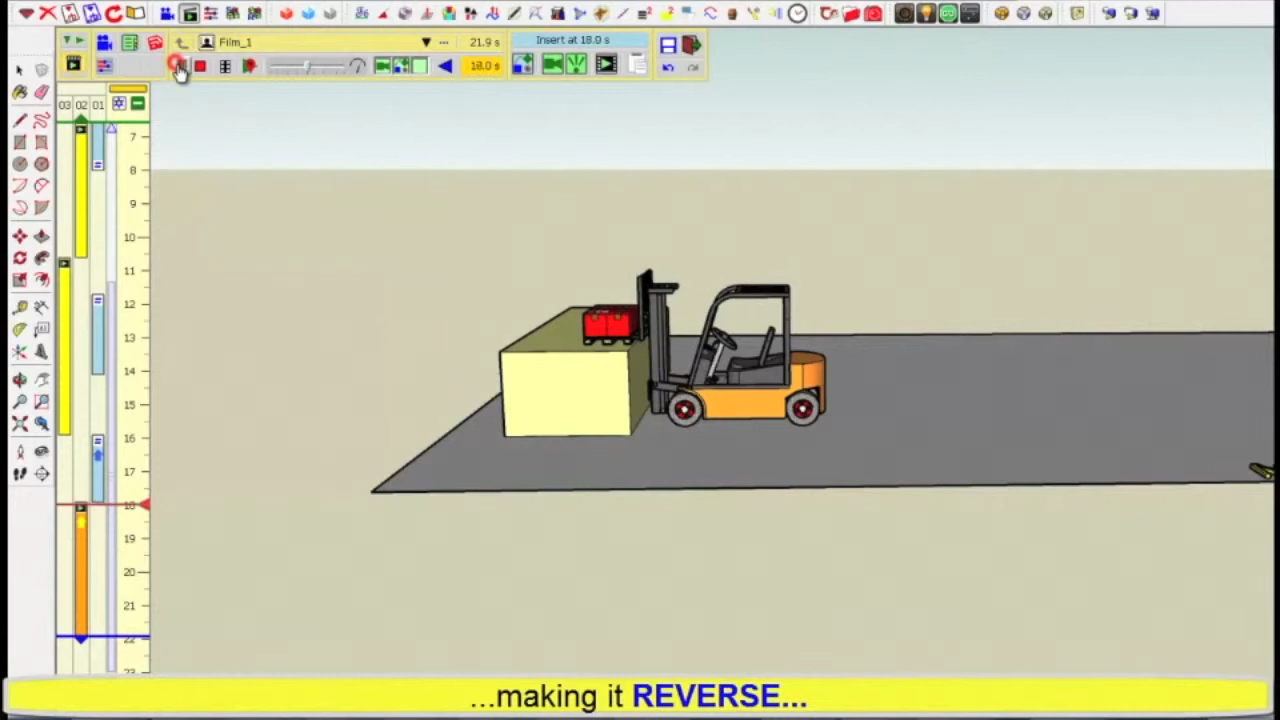 Film_1
21.9 s
Insert at 18.0 s
18.0 s
03 02 01
7
8
9
10
11
12
13
14
15
16
17
18
19
20
21
22
23
...making it REVERSE...